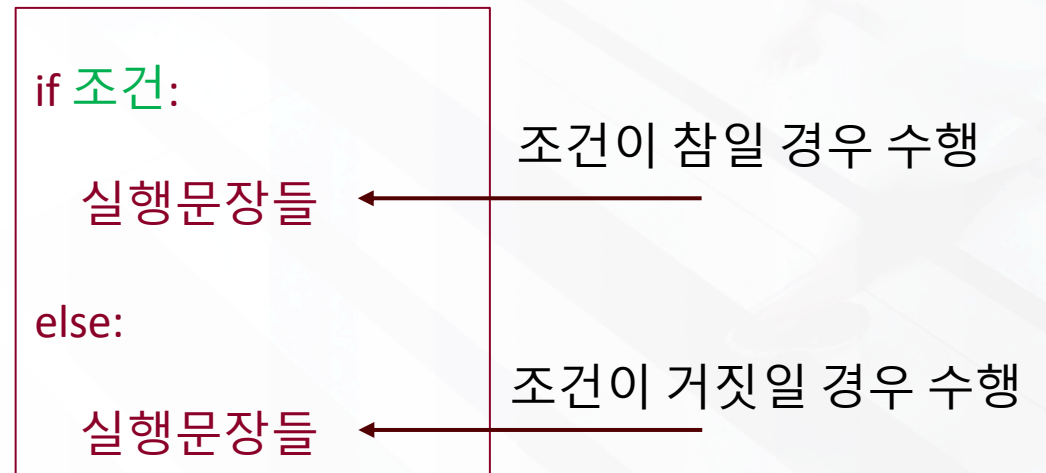 if 조건:
조건이 참일 경우 수행
실행문장들
else:
조건이 거짓일 경우 수행
실행문장들